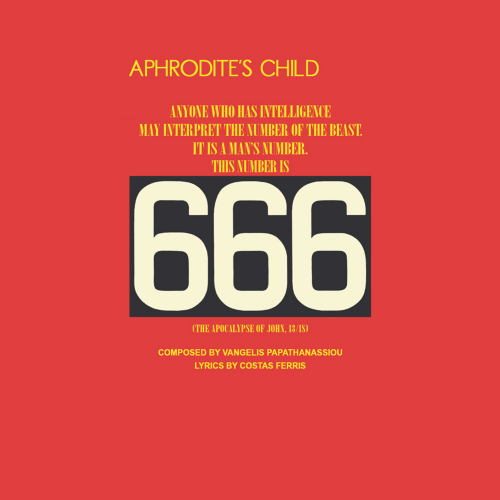 APHRODITE'S CHILD
ANYONE WHO HAS INTELLIGENCE
MAY INTERPRET THE NUMBER OF THE BEAST.
IT IS A MAN'S NUMBER.
THIS NUMBER IS
666
(THE APOCALYPSE OF JOHN, 13/18)
COMPOSED BY VANGELIS PAPATHANASSIOU
LYRICS BY COSTAS FERRIS